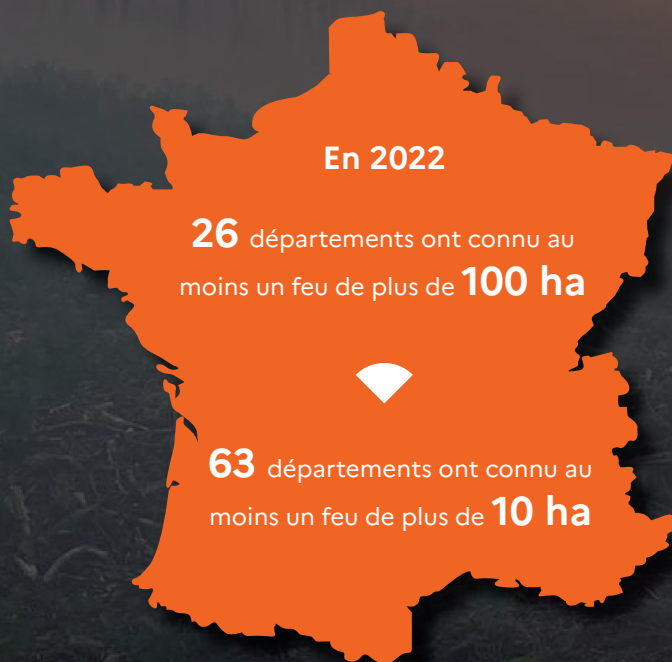 En 2022
26 départements ont connu au
moins un feu de plus de 100 ha
63 départements ont connu au
moins un feu de plus de 10 ha